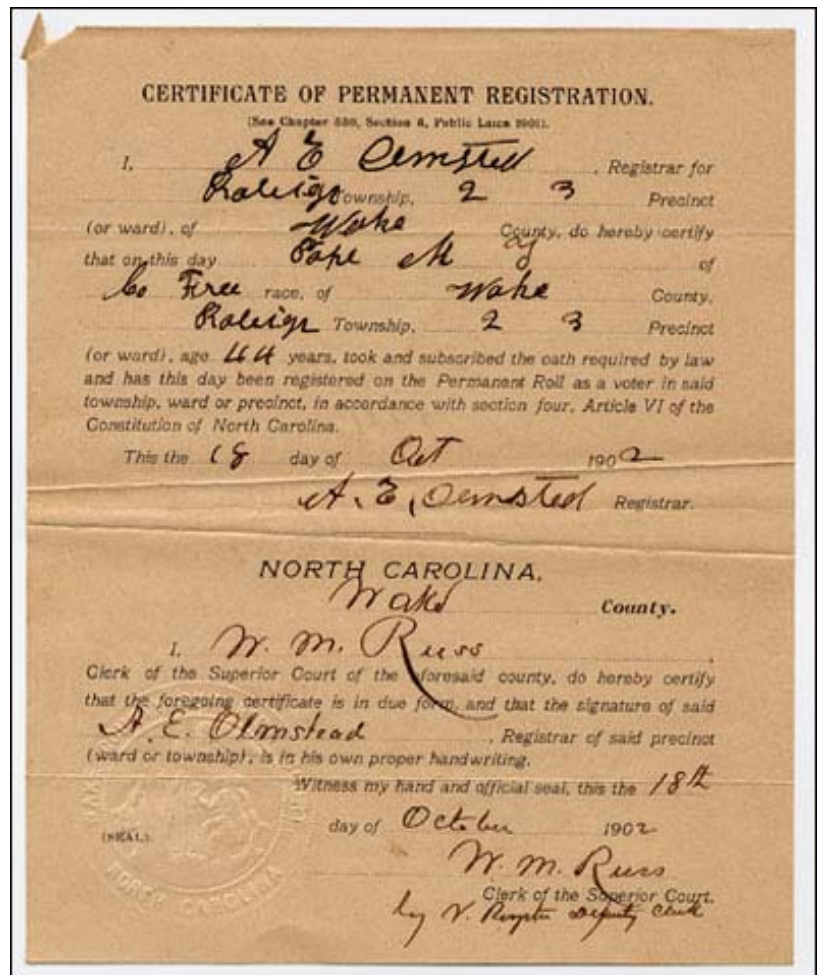 CERTIFICATE OF PERMANENT REGISTRATION.
(See Chapter 550, Section 6, Public Laws 1901).
I, A E Olmsted, Registrar for
Raleigh Township, 2 3 Precinct
(or ward), of Wake County, do hereby certify
that on this day Pope M of
Co Free race, of Wake County,
Raleigh Township, 2 3 Precinct
(or ward), age 44 years, took and subscribed the oath required by law
and has this day been registered on the Permanent Roll as a voter in said
township, ward or precinct, in accordance with section four, Article VI of the
Constitution of North Carolina.
This the 18 day of Oct 1902
A. E. Olmsted Registrar.
NORTH CAROLINA,
Wake County.
I, W. M. Russ,
Clerk of the Superior Court of the aforesaid county, do hereby certify
that the foregoing certificate is in due form, and that the signature of said
A. E. Olmstead, Registrar of said precinct
(ward or township), is in his own proper handwriting.
Witness my hand and official seal, this the 18th
day of October 1902
(SEAL).
NORTH CAROLINA
W. M. Russ
Clerk of the Superior Court.
by Deputy Clerk